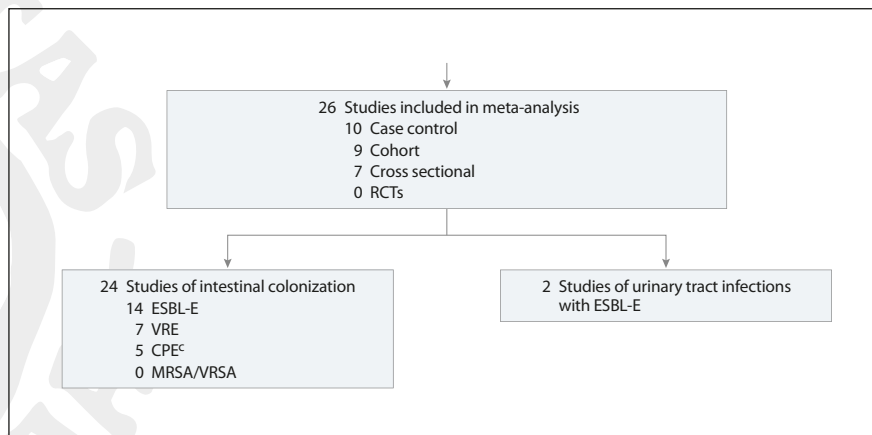 26 Studies included in meta-analysis
10 Case control
9 Cohort
7 Cross sectional
0 RCTs
24 Studies of intestinal colonization
14 ESBL-E
7 VRE
5 CPEᶜ
0 MRSA/VRSA
2 Studies of urinary tract infections
with ESBL-E